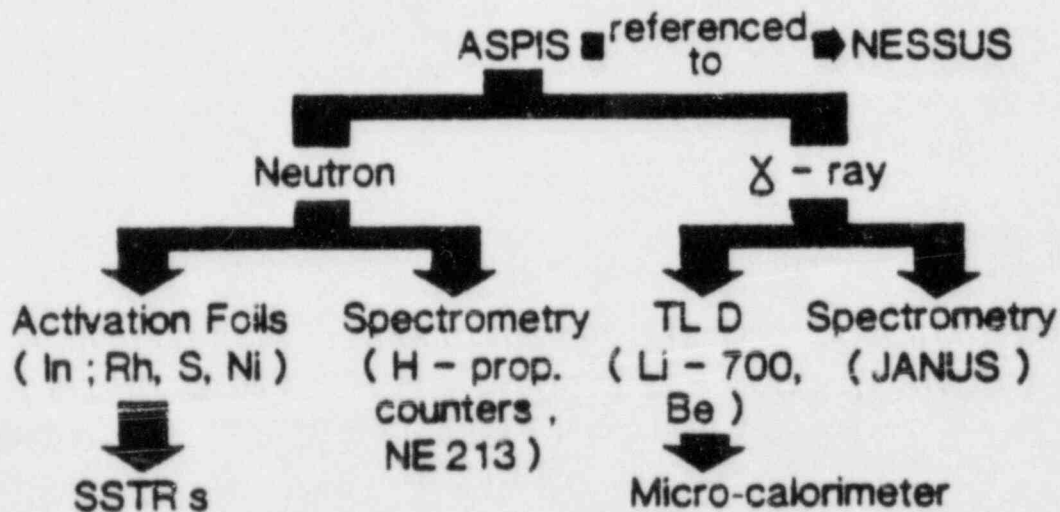 ASPIS referenced to NESSUS
Neutron
ɣ - ray
Activation Foils
( In ; Rh, S, Ni )
Spectrometry
( H - prop.
counters ,
NE 213 )
TL D
( Li - 700,
Be )
Spectrometry
( JANUS )
SSTR s
Micro-calorimeter